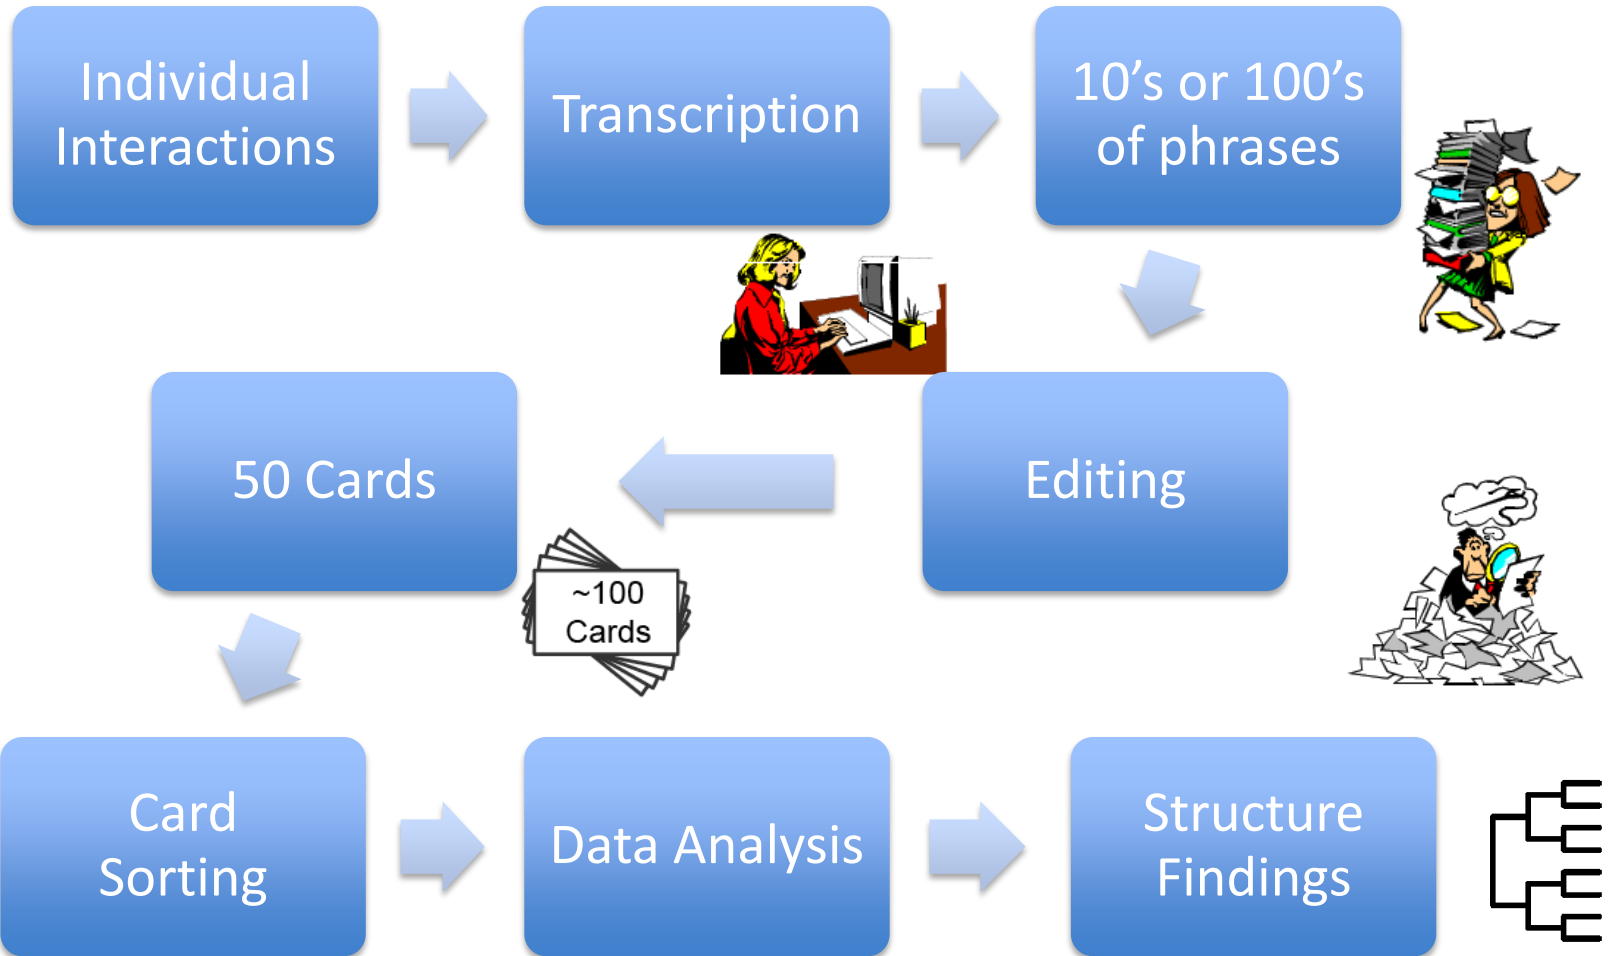 Individual
Interactions
Transcription
10’s or 100’s
of phrases
Editing
50 Cards
~100
Cards
Card
Sorting
Data Analysis
Structure
Findings